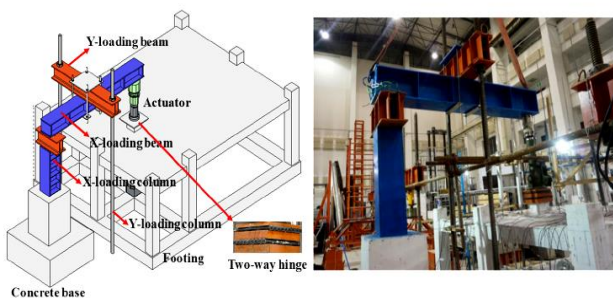 Y-loading beam
Actuator
X-loading beam
X-loading column
Y-loading column
Footing
Two-way hinge
Concrete base